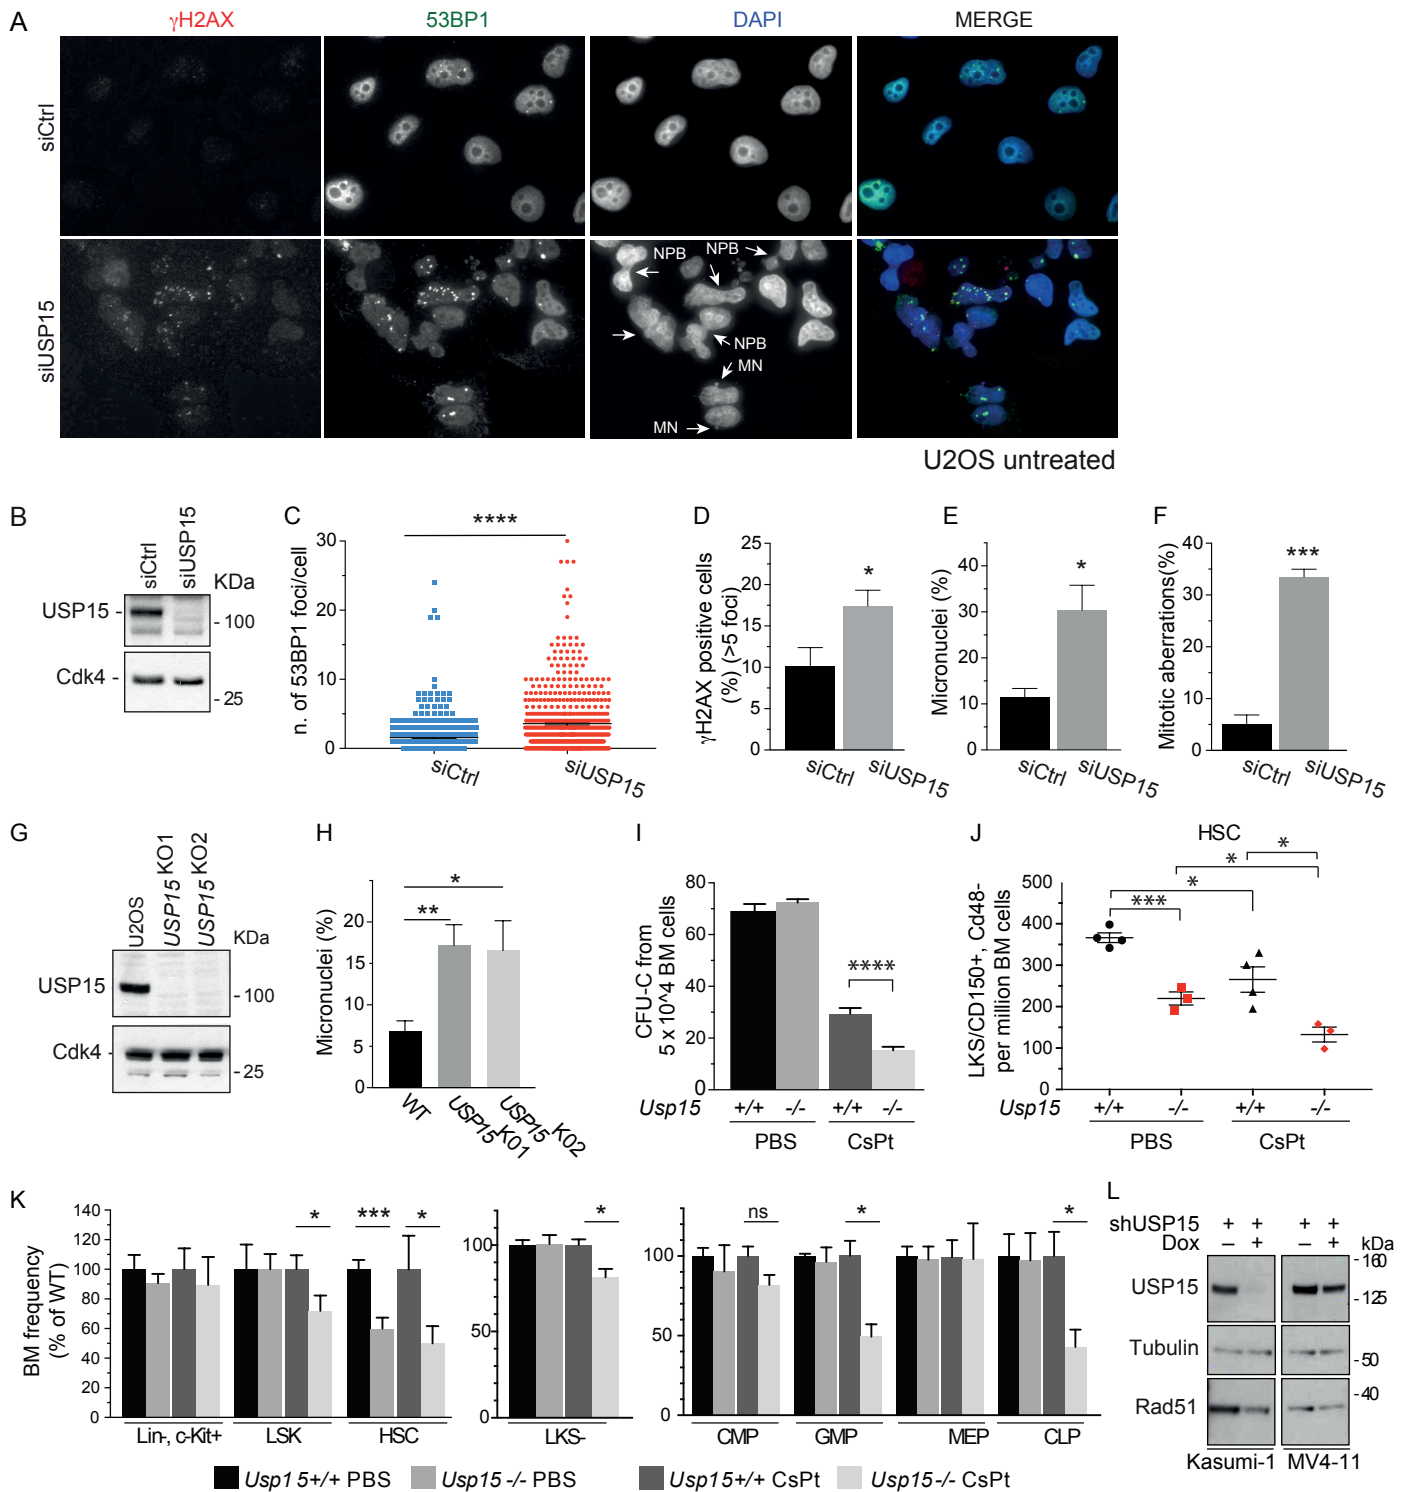 A
γH2AX
53BP1
DAPI
MERGE
siCtrl
siUSP15
NPB
NPB
NPB
MN
MN
U2OS untreated
B
siCtrl
siUSP15
KDa
USP15 -
- 100
Cdk4 -
- 25
C
****
n. of 53BP1 foci/cell
30
20
10
0
siCtrl
siUSP15
D
γH2AX positive cells
(%) (>5 foci)
25
20
15
10
5
0
*
siCtrl
siUSP15
E
Micronuclei (%)
40
30
20
10
0
*
siCtrl
siUSP15
F
Mitotic aberrations(%)
40
30
20
10
0
***
siCtrl
siUSP15
G
U2OS
USP15 KO1
USP15 KO2
KDa
USP15
- 100
Cdk4 -
- 25
H
Micronuclei (%)
20
15
10
5
0
*
**
WT
USP15 K01
USP15 K02
I
CFU-C from
5 x 10^4 BM cells
80
60
40
20
0
****
Usp15 +/+ -/- +/+ -/-
PBS CsPt
J
HSC
LKS/CD150+, Cd48-
per million BM cells
500
400
300
200
100
0
*
*
*
***
Usp15 +/+ -/- +/+ -/-
PBS CsPt
K
BM frequency
(% of WT)
140
120
100
80
60
40
20
0
* *** *
Lin-, c-Kit+ LSK HSC
100
50
0
*
LKS-
100
50
0
ns * *
CMP GMP MEP CLP
Usp15+/+ PBS Usp15-/- PBS Usp15+/+ CsPt Usp15-/- CsPt
L
shUSP15 + + + +
Dox – + – +
kDa
USP15
- 160
- 125
Tubulin
- 50
Rad51
- 40
Kasumi-1 MV4-11